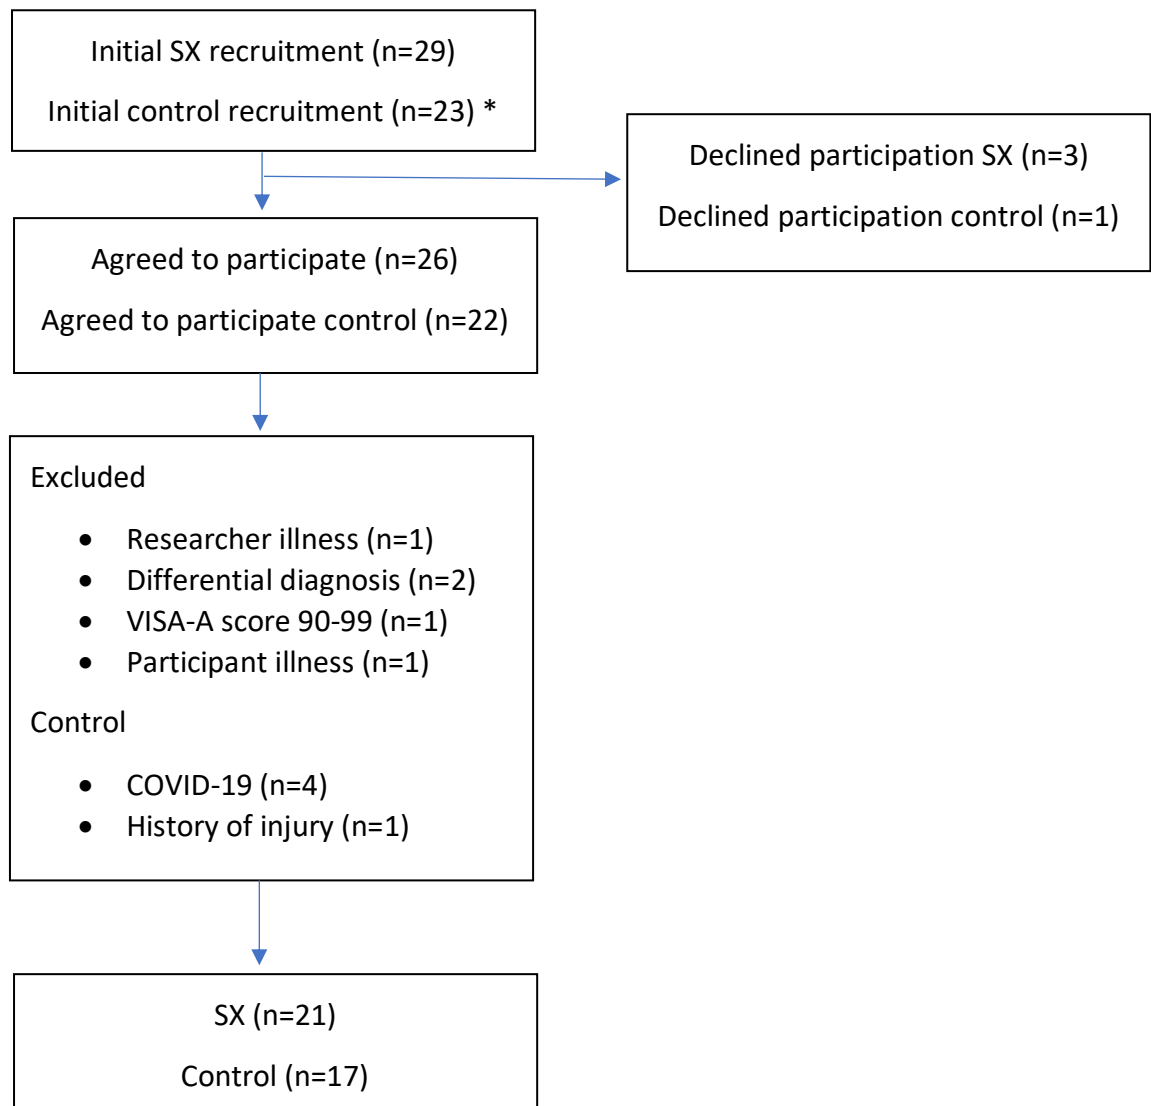 Initial SX recruitment (n=29)
Initial control recruitment (n=23) *
Declined participation SX (n=3)
Declined participation control (n=1)
Agreed to participate (n=26)
Agreed to participate control (n=22)
Excluded
• Researcher illness (n=1)
• Differential diagnosis (n=2)
• VISA-A score 90-99 (n=1)
• Participant illness (n=1)
Control
• COVID-19 (n=4)
• History of injury (n=1)
SX (n=21)
Control (n=17)